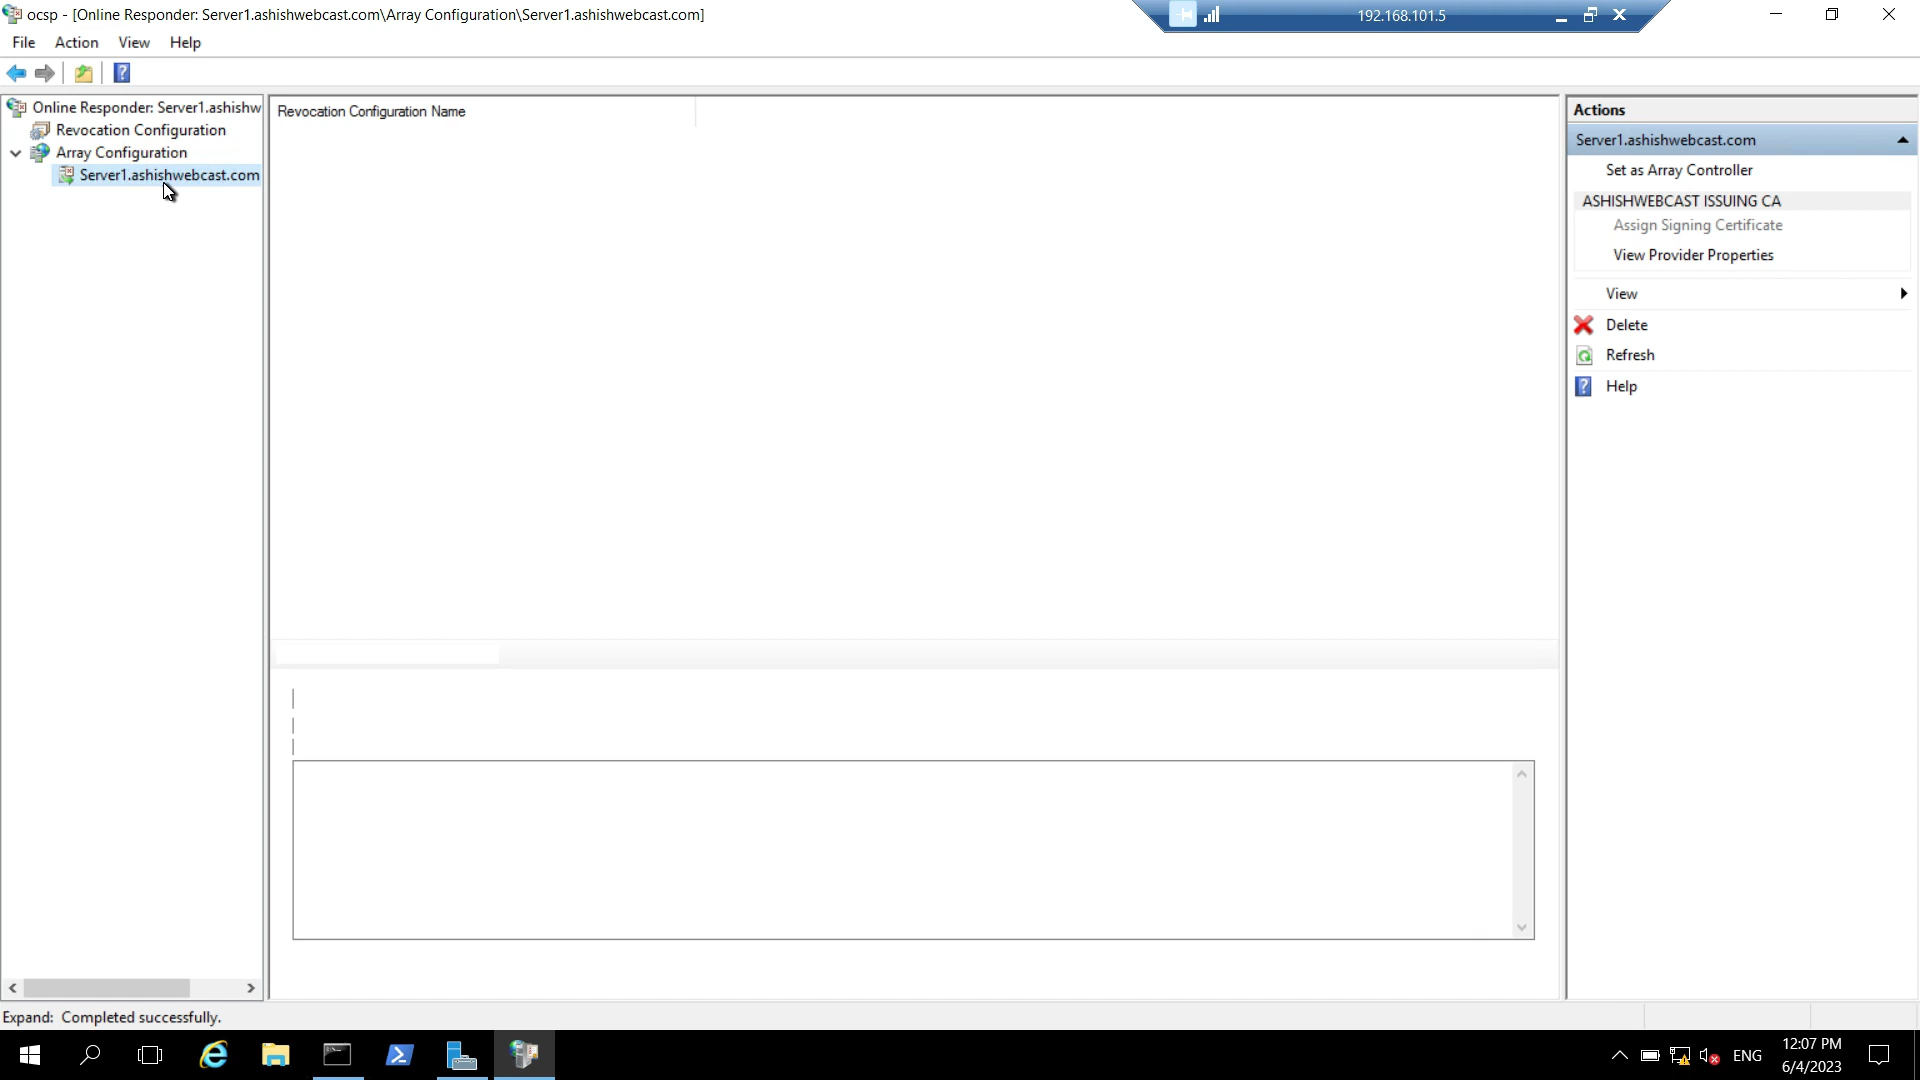 ocsp - [Online Responder: Server1.ashishwebcast.com\Array Configuration\Server1.ashishwebcast.com]
192.168.101.5
File Action View Help
Online Responder: Server1.ashishw
Revocation Configuration
Array Configuration
Server1.ashishwebcast.com
Revocation Configuration Name
Actions
Server1.ashishwebcast.com
Set as Array Controller
ASHISHWEBCAST ISSUING CA
Assign Signing Certificate
View Provider Properties
View
Delete
Refresh
Help
Expand: Completed successfully.
ENG
12:07 PM
6/4/2023